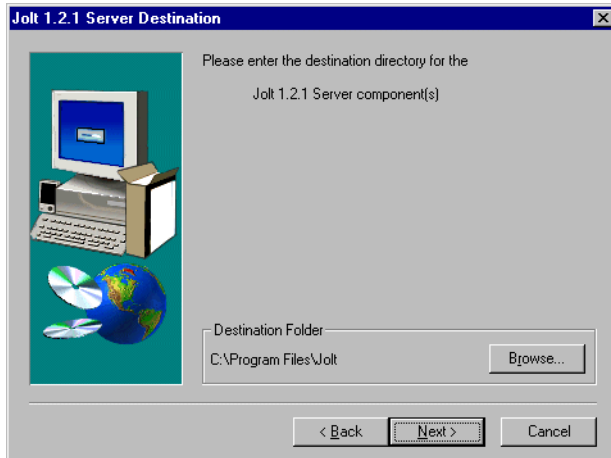 Jolt 1.2.1 Server Destination
Please enter the destination directory for the
Jolt 1.2.1 Server component(s)
Destination Folder
C:\Program Files\Jolt
Browse...
< Back
Next >
Cancel